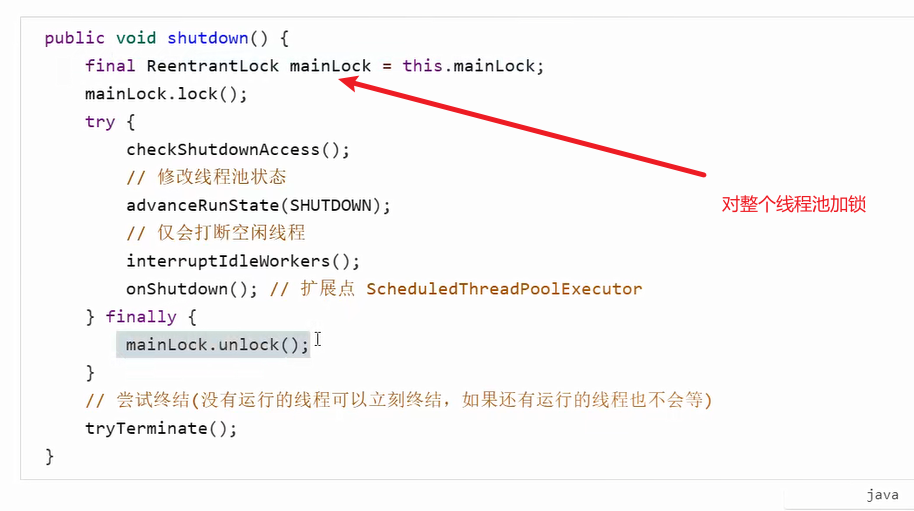 public void shutdown() {
final ReentrantLock mainLock = this.mainLock;
mainLock.lock();
try {
checkShutdownAccess();
// 修改线程池状态
advanceRunState(SHUTDOWN);
// 仅会打断空闲线程
interruptIdleWorkers();
onShutdown(); // 扩展点 ScheduledThreadPoolExecutor
} finally {
mainLock.unlock();
}
// 尝试终结(没有运行的线程可以立刻终结，如果还有运行的线程也不会等)
tryTerminate();
}
对整个线程池加锁
java